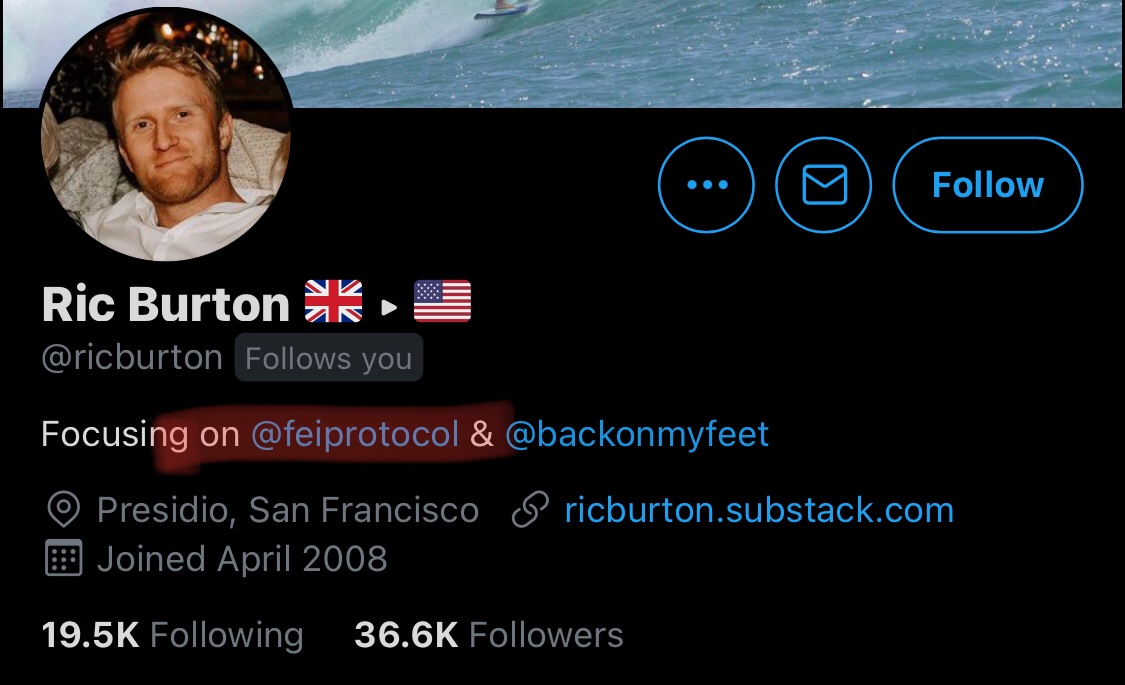 Follow
Ric Burton 🇬🇧 ▸ 🇺🇸
@ricburton Follows you
Focusing on @feiprotocol & @backonmyfeet
Presidio, San Francisco ricburton.substack.com
Joined April 2008
19.5K Following 36.6K Followers